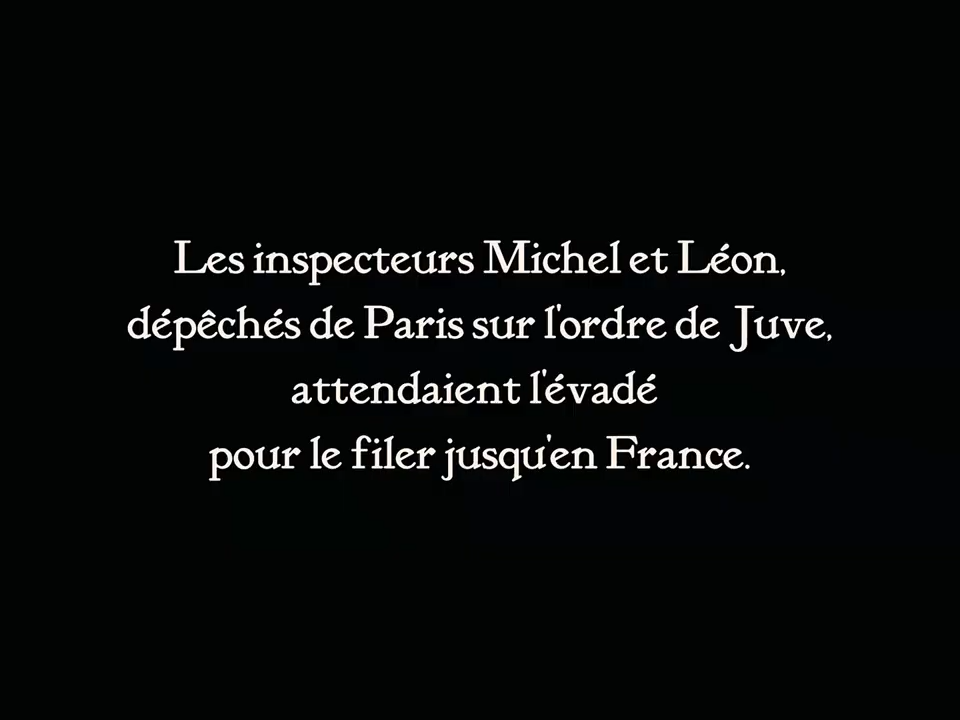 Les inspecteurs Michel et Léon,
dépêchés de Paris sur l'ordre de Juve,
attendaient l'évadé
pour le filer jusqu'en France.